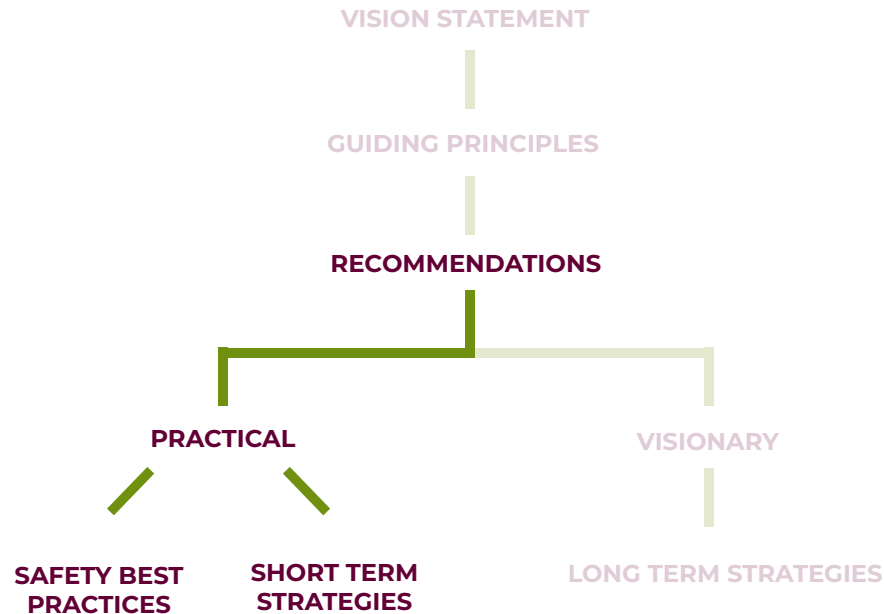 VISION STATEMENT
GUIDING PRINCIPLES
RECOMMENDATIONS
PRACTICAL
VISIONARY
SAFETY BEST
PRACTICES
SHORT TERM
STRATEGIES
LONG TERM STRATEGIES